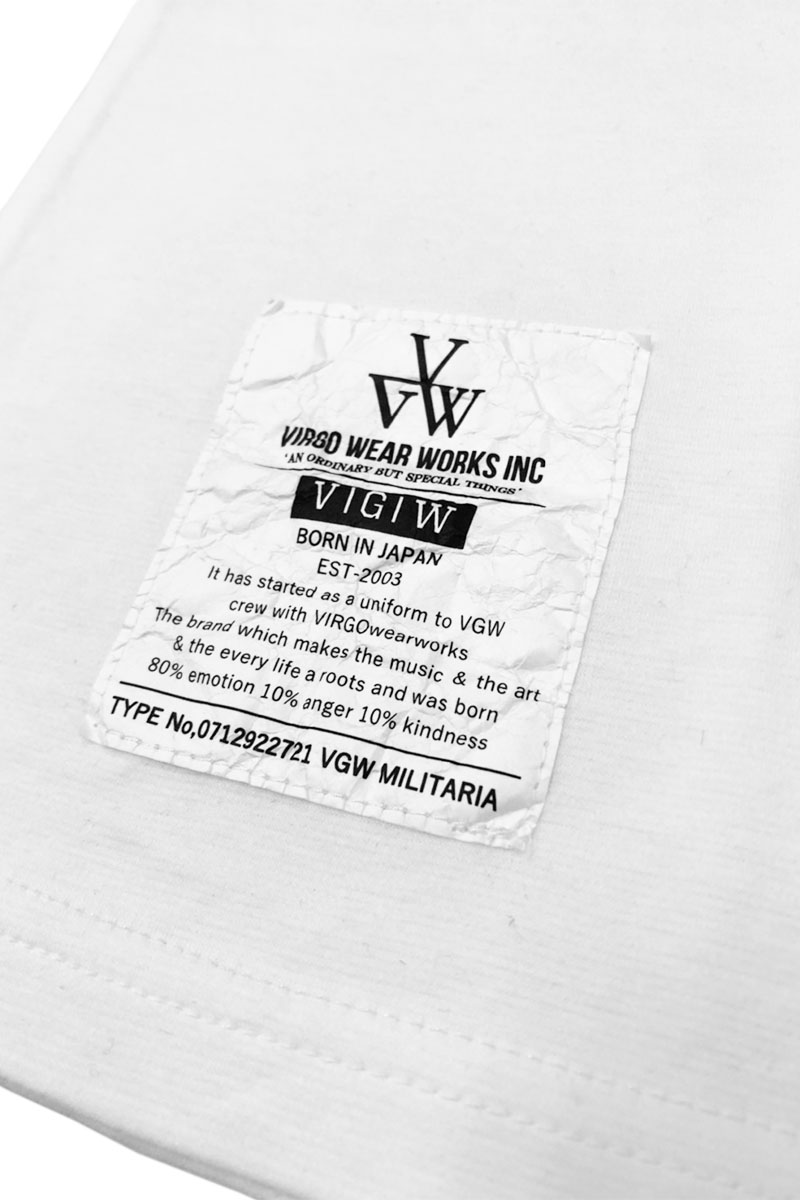 V
VGW
VIRGO WEAR WORKS INC
'AN ORDINARY BUT SPECIAL THINGS'
VIGIW
BORN IN JAPAN
EST-2003
It has started as a uniform to VGW
crew with VIRGOwearworks
The brand which makes the music & the art
& the every life a roots and was born
80% emotion 10% anger 10% kindness
TYPE No,0712922721 VGW MILITARIA